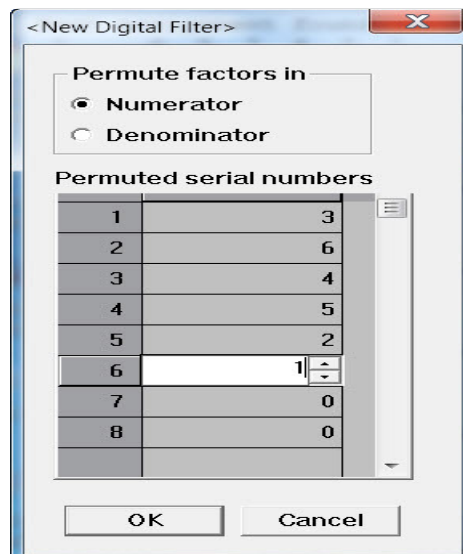 <New Digital Filter>
Permute factors in
Numerator
Denominator
Permuted serial numbers
1 3
2 6
3 4
4 5
5 2
6 1
7 0
8 0
OK Cancel